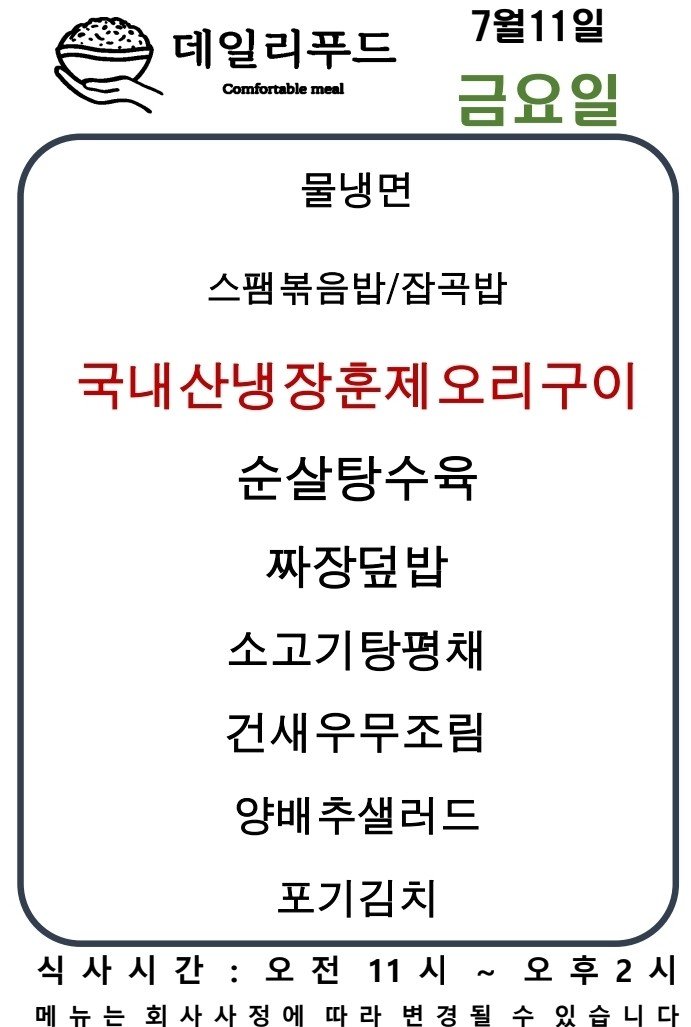 데일리푸드
Comfortable meal
7월11일
금요일
물냉면
스팸볶음밥/잡곡밥
국내산냉장훈제오리구이
순살탕수육
짜장덮밥
소고기탕평채
건새우무조림
양배추샐러드
포기김치
식사시간 : 오전 11시 ~ 오후 2시
메뉴는 회사사정에 따라 변경될 수 있습니다